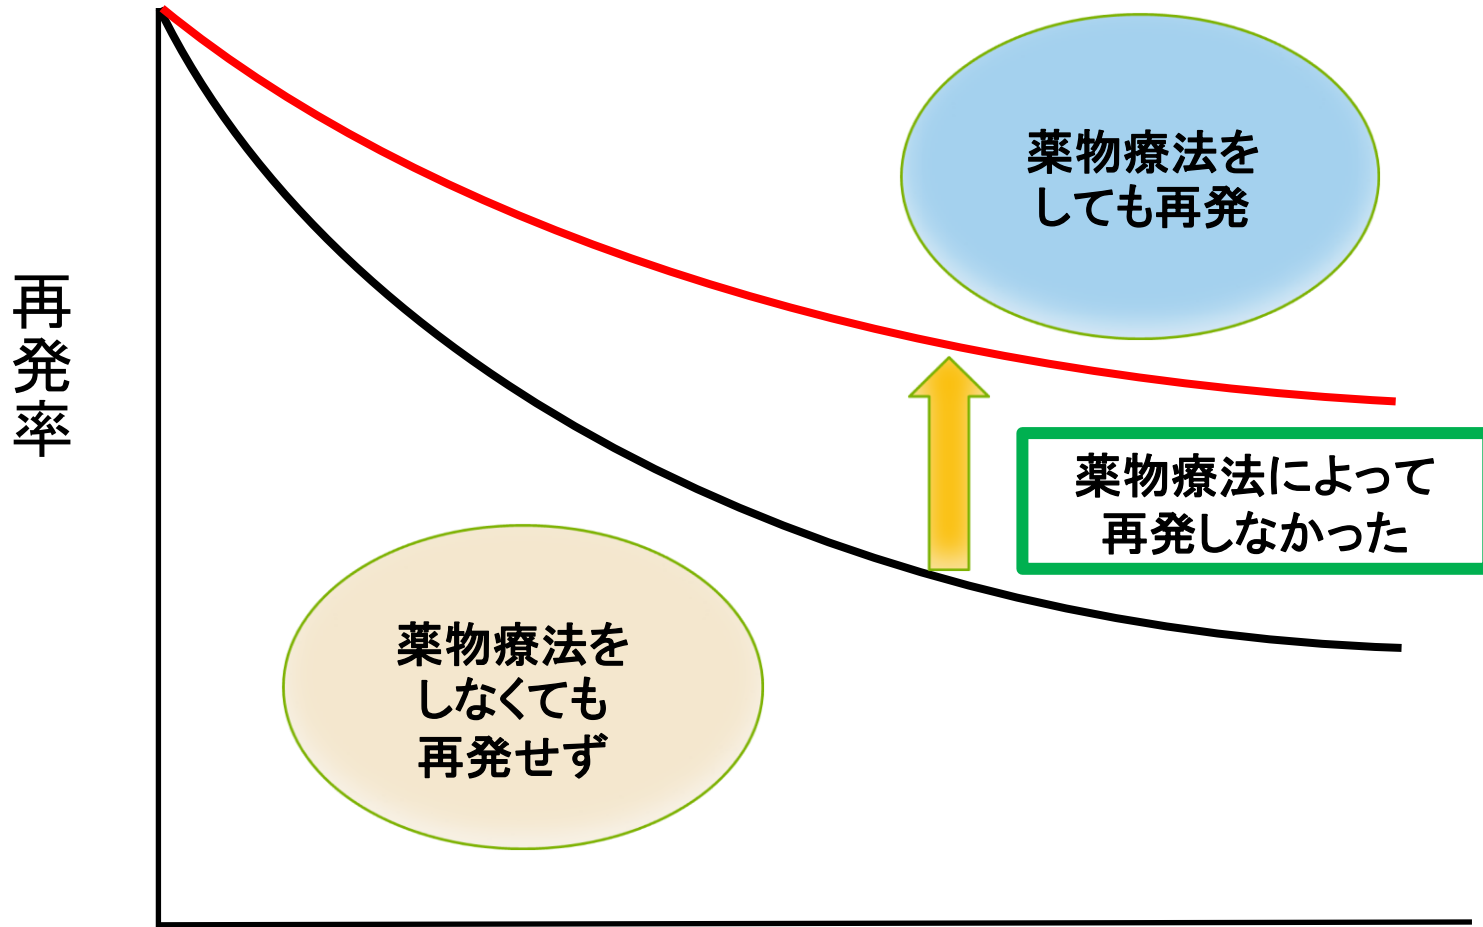 再発率
薬物療法を
しても再発
薬物療法によって
再発しなかった
薬物療法を
しなくても
再発せず